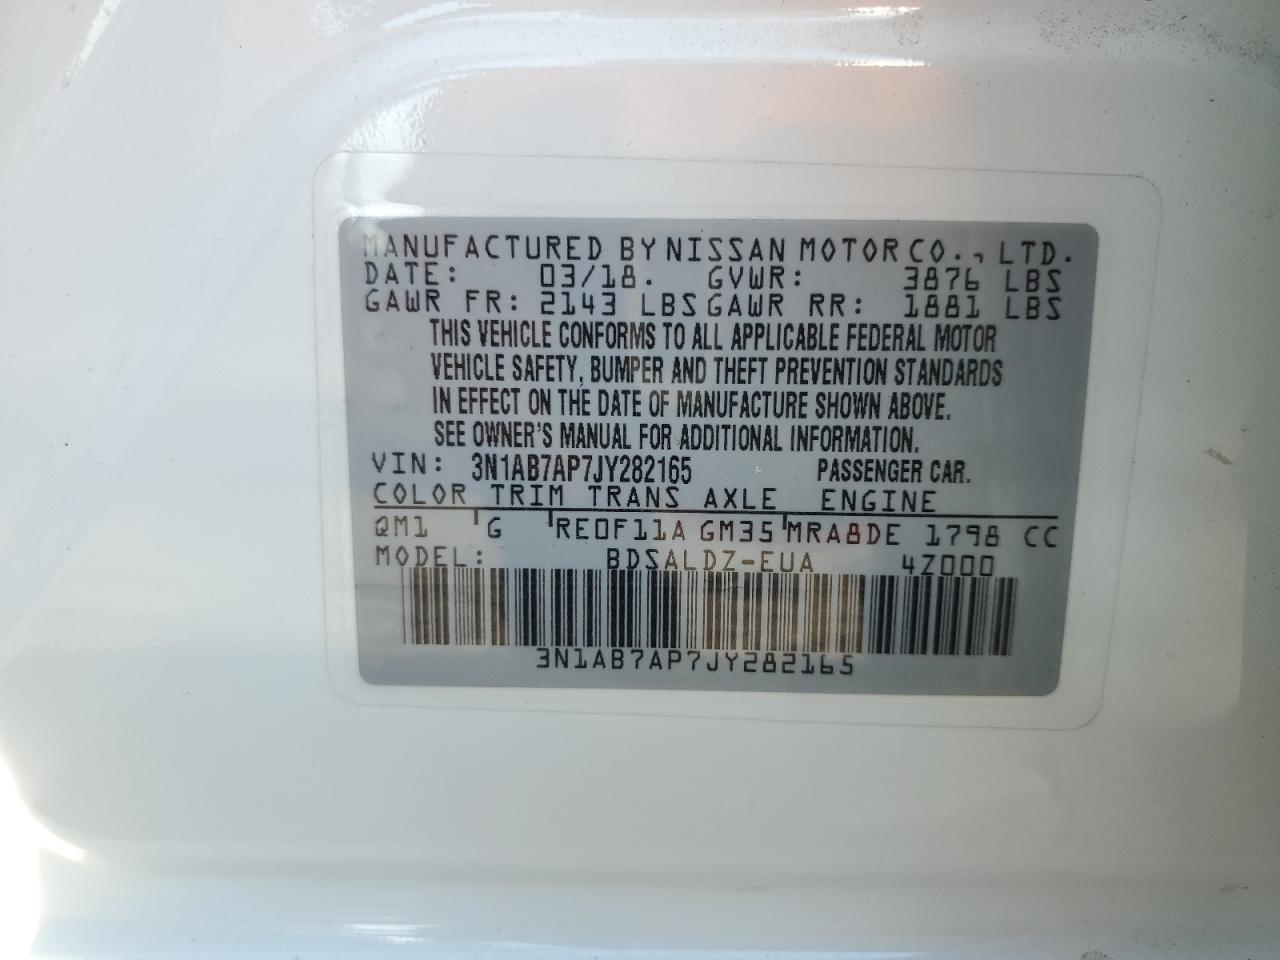 MANUFACTURED BY NISSAN MOTOR CO., LTD.
DATE: 03/18. GVWR: 3876 LBS
GAWR FR: 2143 LBS GAWR RR: 1881 LBS
THIS VEHICLE CONFORMS TO ALL APPLICABLE FEDERAL MOTOR
VEHICLE SAFETY, BUMPER AND THEFT PREVENTION STANDARDS
IN EFFECT ON THE DATE OF MANUFACTURE SHOWN ABOVE.
SEE OWNER'S MANUAL FOR ADDITIONAL INFORMATION.
VIN: 3N1AB7AP7JY282165 PASSENGER CAR.
COLOR TRIM TRANS AXLE ENGINE
QM1 G RE0F11A GM35 MRA8DE 1798 CC
MODEL: BDSALDZ-EUA 4Z000
3N1AB7AP7JY282165